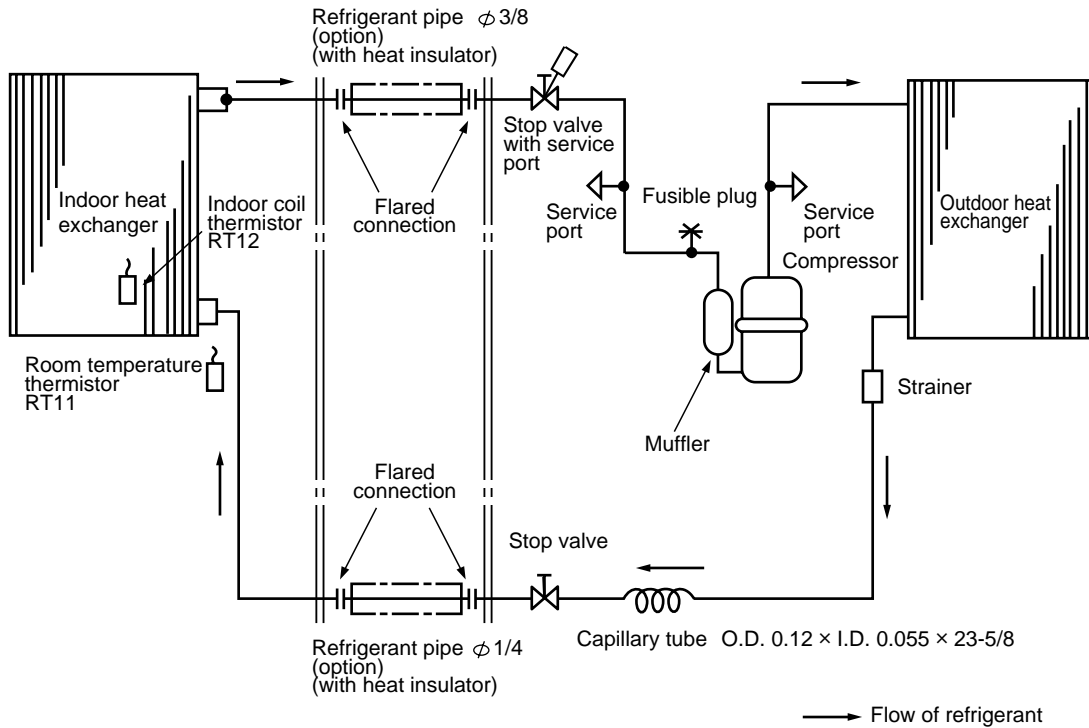 Refrigerant pipe ϕ 3/8
(option)
(with heat insulator)
Stop valve
with service
port
Indoor heat
exchanger
Indoor coil
thermistor
RT12
Flared
connection
Service
port
Fusible plug
Service
port
Compressor
Outdoor heat
exchanger
Room temperature
thermistor
RT11
Strainer
Muffler
Flared
connection
Stop valve
Refrigerant pipe ϕ 1/4
(option)
(with heat insulator)
Capillary tube O.D. 0.12 × I.D. 0.055 × 23-5/8
Flow of refrigerant